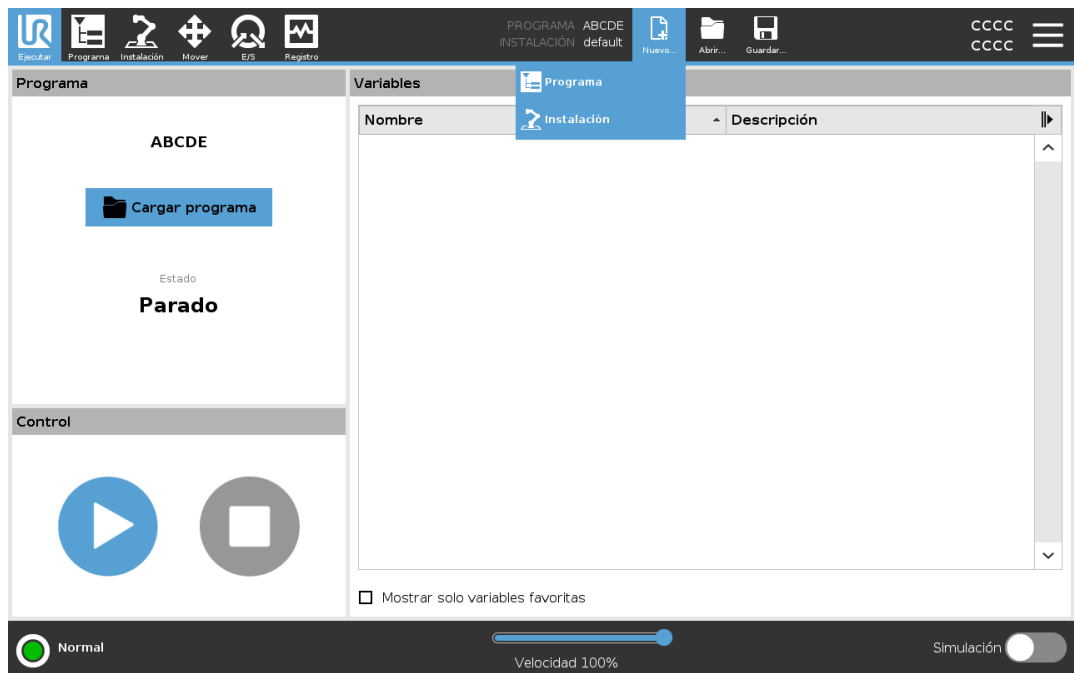 PROGRAMA ABCDE
INSTALACIÓN default
CCCC
CCCC
Ejecutar Programa Instalación Mover E/S Registro
Nuevo... Abrir... Guardar...
Programa
Instalación
Programa
ABCDE
Cargar programa
Estado
Parado
Variables
Nombre Descripción
Mostrar solo variables favoritas
Control
Normal
Velocidad 100%
Simulación